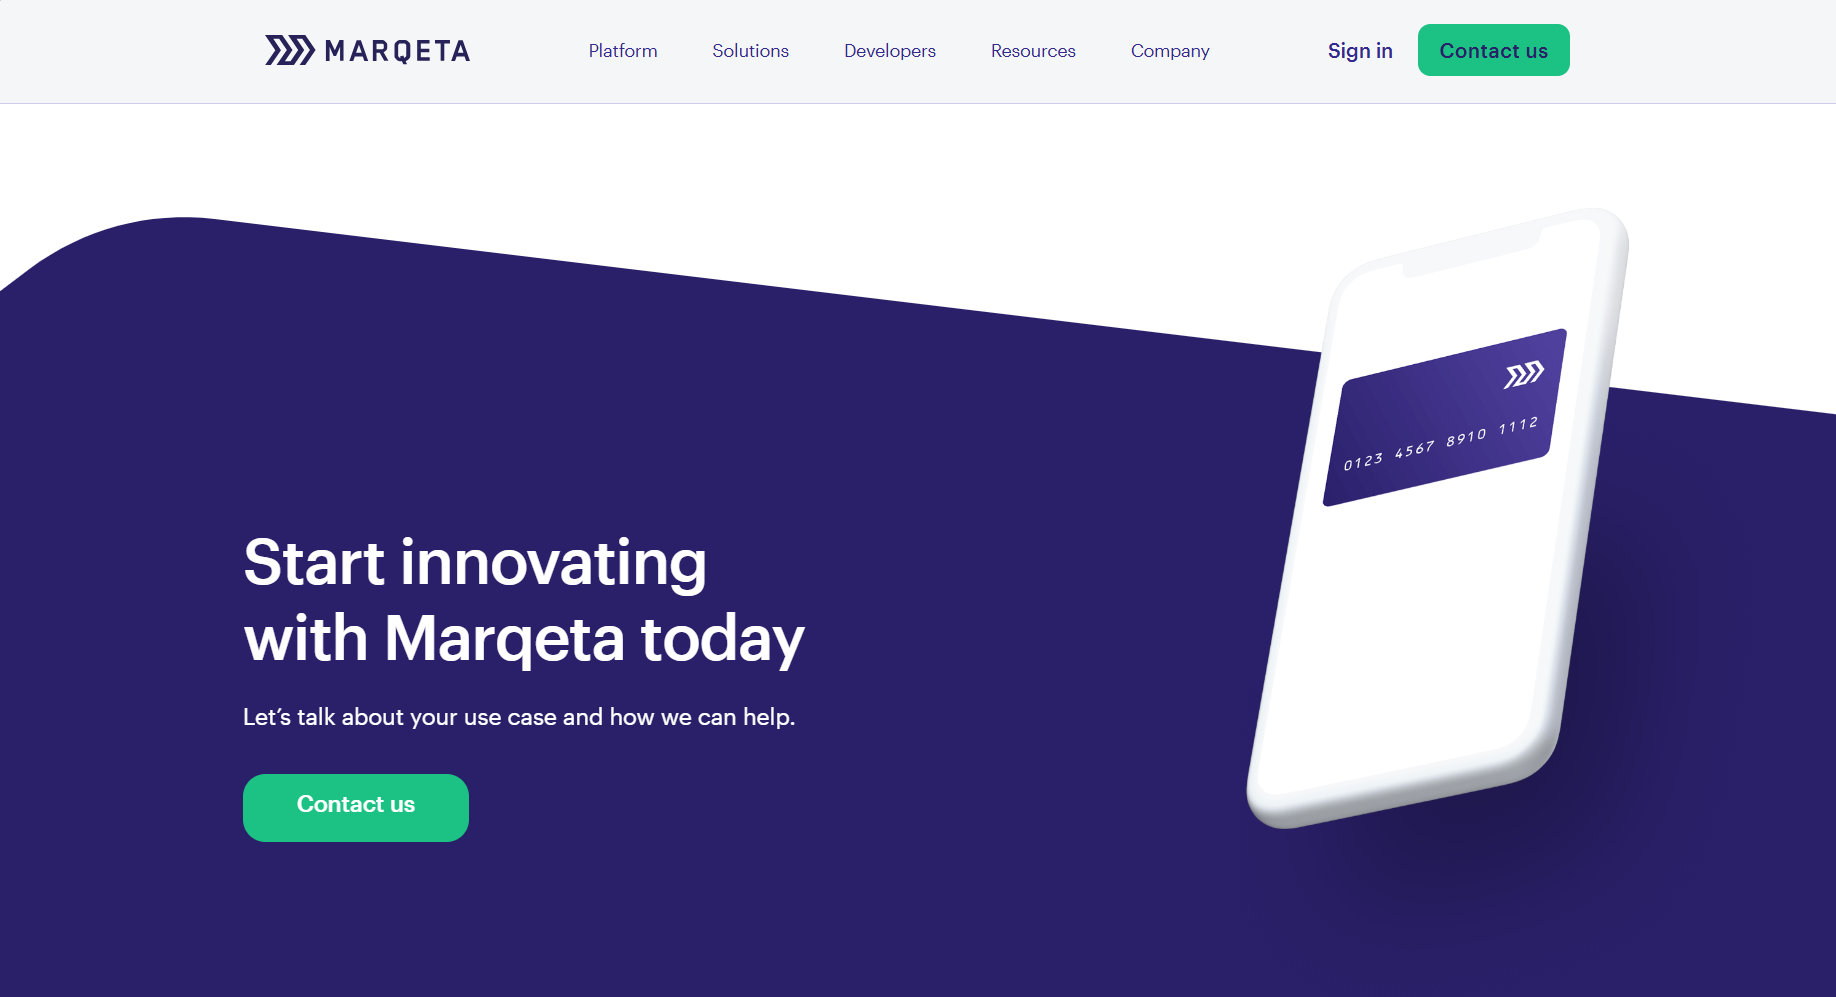 MARQETA
Platform Solutions Developers Resources Company Sign in Contact us
0123 4567 8910 1112
Start innovating
with Marqeta today
Let’s talk about your use case and how we can help.
Contact us